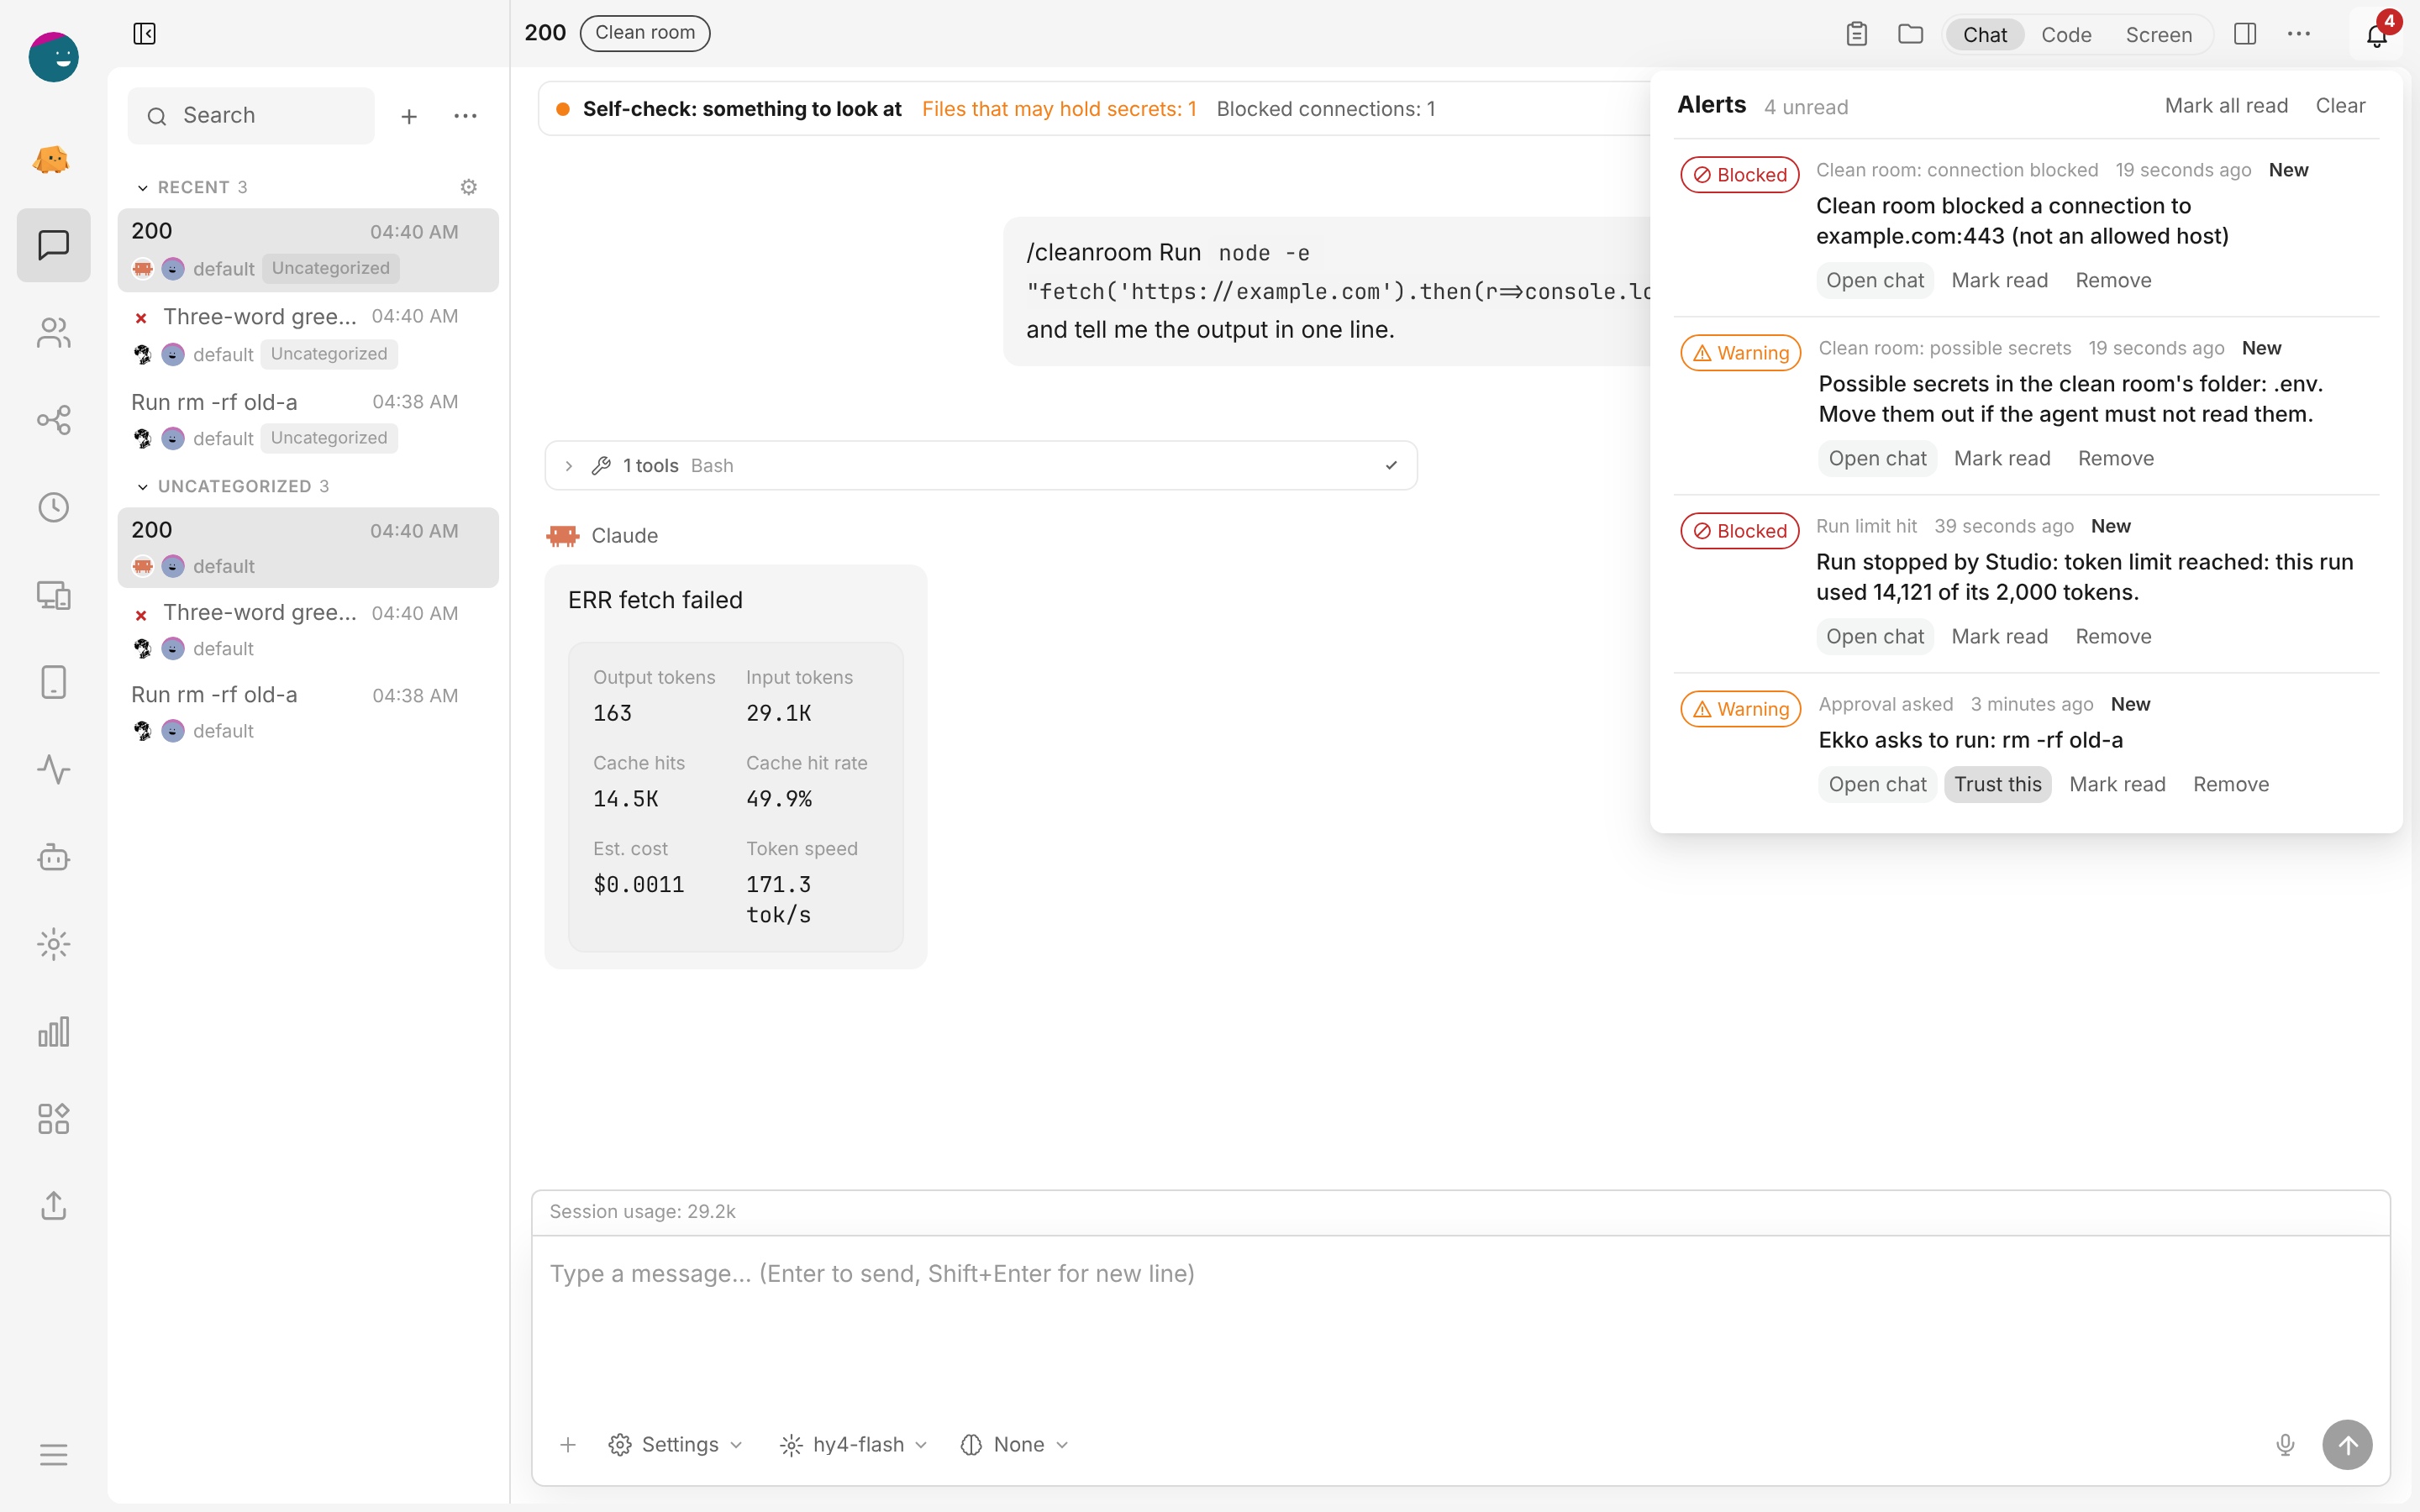 200 Clean room
Chat Code Screen
4
Search
RECENT 3
200 04:40 AM
default Uncategorized
Three-word gree... 04:40 AM
default Uncategorized
Run rm -rf old-a 04:38 AM
default Uncategorized
UNCATEGORIZED 3
200 04:40 AM
default
Three-word gree... 04:40 AM
default
Run rm -rf old-a 04:38 AM
default
Self-check: something to look at Files that may hold secrets: 1 Blocked connections: 1
/cleanroom Run node -e
"fetch('https://example.com').then(r=>console.lo
and tell me the output in one line.
1 tools Bash
Claude
ERR fetch failed
Output tokens Input tokens
163 29.1K
Cache hits Cache hit rate
14.5K 49.9%
Est. cost Token speed
$0.0011 171.3
tok/s
Alerts 4 unread Mark all read Clear
Blocked Clean room: connection blocked 19 seconds ago New
Clean room blocked a connection to
example.com:443 (not an allowed host)
Open chat Mark read Remove
Warning Clean room: possible secrets 19 seconds ago New
Possible secrets in the clean room's folder: .env.
Move them out if the agent must not read them.
Open chat Mark read Remove
Blocked Run limit hit 39 seconds ago New
Run stopped by Studio: token limit reached: this run
used 14,121 of its 2,000 tokens.
Open chat Mark read Remove
Warning Approval asked 3 minutes ago New
Ekko asks to run: rm -rf old-a
Open chat Trust this Mark read Remove
Session usage: 29.2k
Type a message... (Enter to send, Shift+Enter for new line)
Settings hy4-flash None